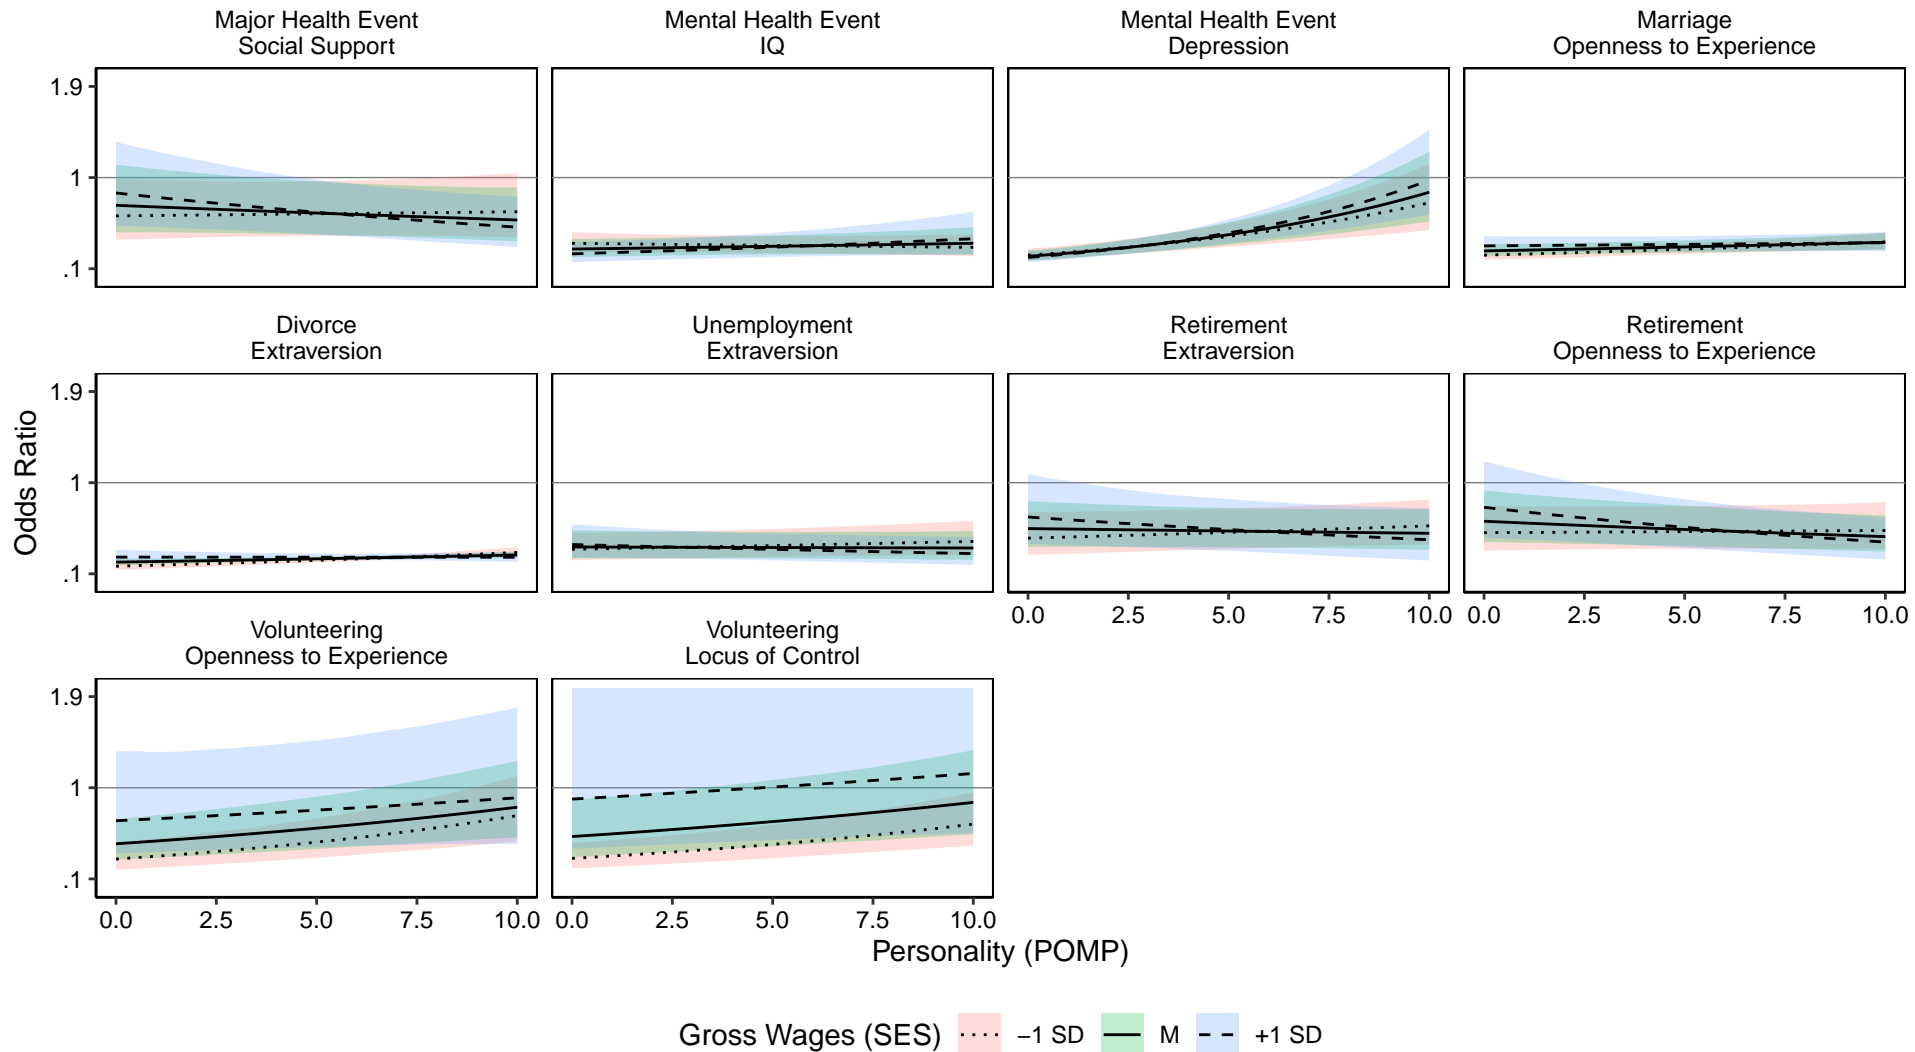 Major Health Event
Social Support
Mental Health Event
IQ
Mental Health Event
Depression
Marriage
Openness to Experience
1.9
1
.1
Divorce
Extraversion
Unemployment
Extraversion
Retirement
Extraversion
Retirement
Openness to Experience
1.9
1
.1
0.0 2.5 5.0 7.5 10.0
0.0 2.5 5.0 7.5 10.0
Volunteering
Openness to Experience
Volunteering
Locus of Control
1.9
1
.1
0.0 2.5 5.0 7.5 10.0
0.0 2.5 5.0 7.5 10.0
Odds Ratio
Personality (POMP)
Gross Wages (SES) −1 SD M +1 SD